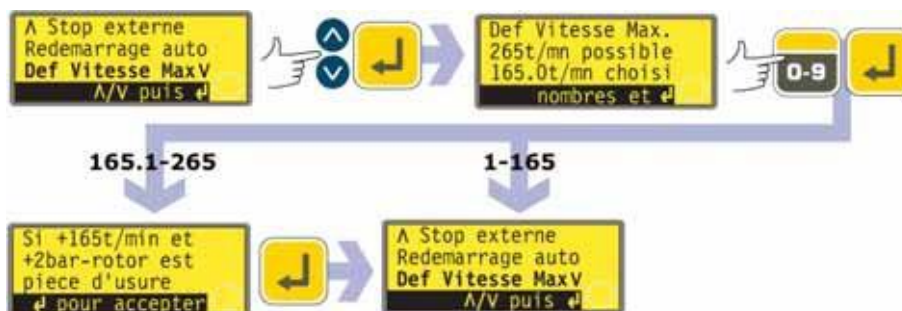 Λ Stop externe
Redemarrage auto
Def Vitesse Max V
Λ/V puis ↲
Def Vitesse Max.
265t/mn possible
165.0t/mn choisi
nombres et ↲
0-9
165.1-265
1-165
Si +165t/min et
+2bar-rotor est
piece d'usure
↲ pour accepter
Λ Stop externe
Redemarrage auto
Def Vitesse Max V
Λ/V puis ↲